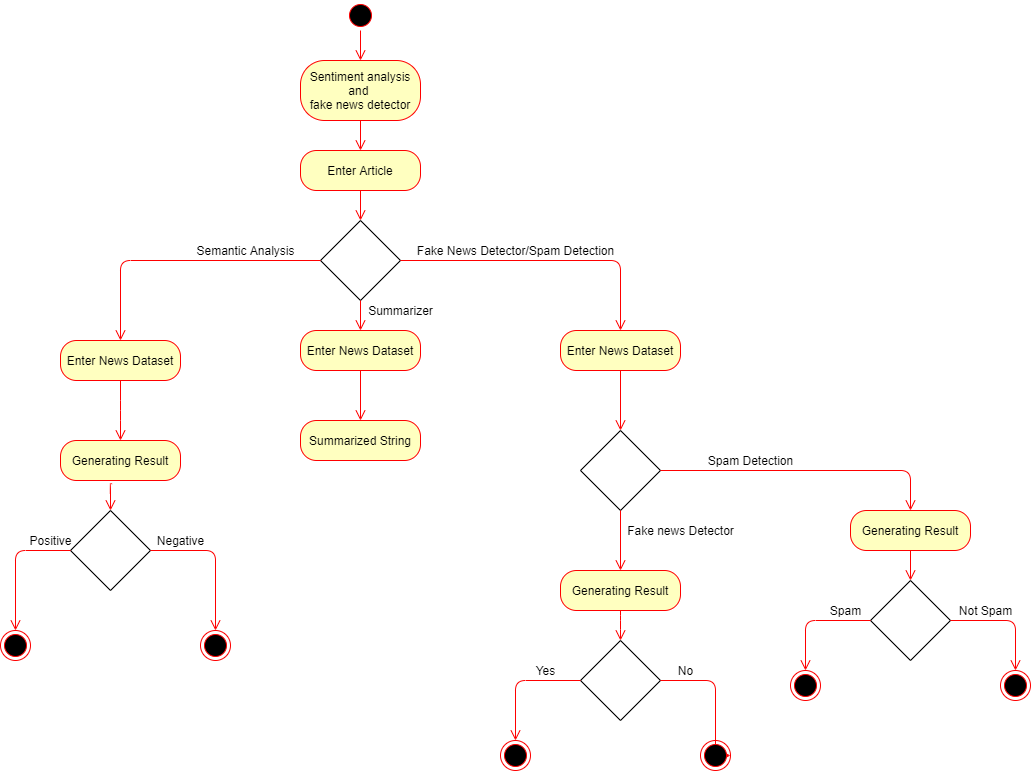 Sentiment analysis
and
fake news detector
Enter Article
Semantic Analysis
Fake News Detector/Spam Detection
Summarizer
Enter News Dataset
Enter News Dataset
Enter News Dataset
Generating Result
Summarized String
Positive
Negative
Spam Detection
Fake news Detector
Generating Result
Generating Result
Spam
Not Spam
Yes
No